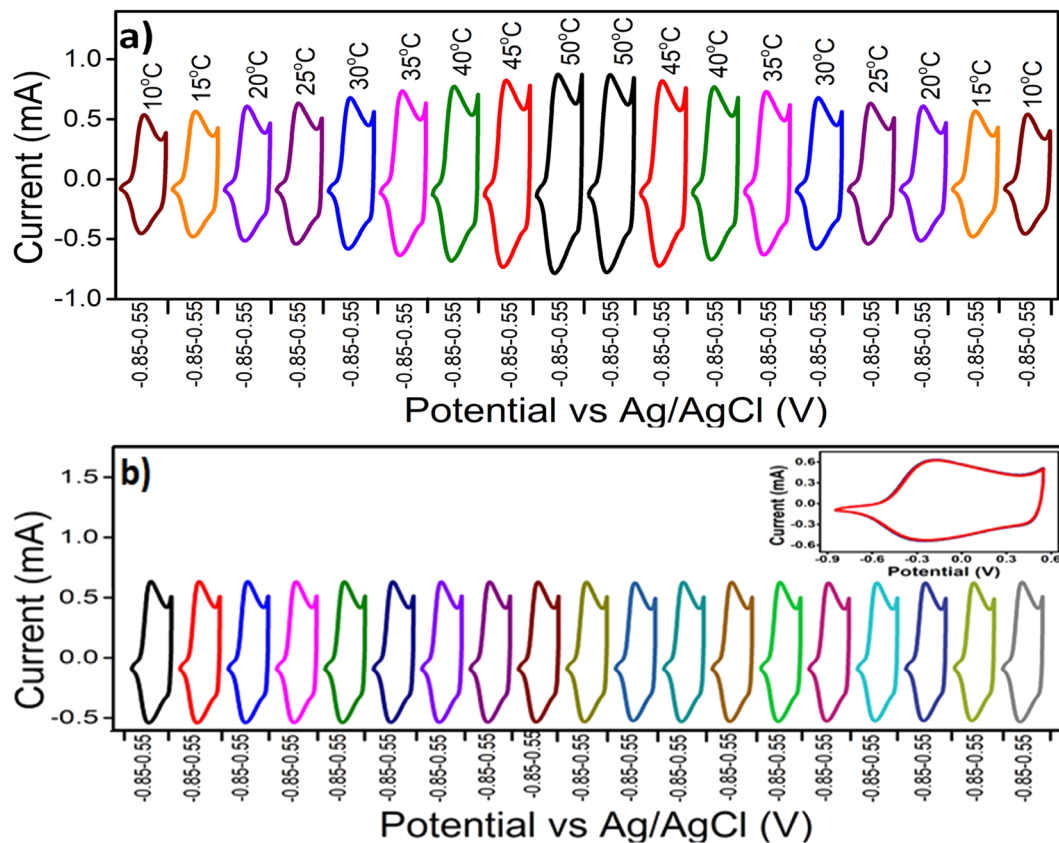 a)
10°C 15°C 20°C 25°C 30°C 35°C 40°C 45°C 50°C 50°C 45°C 40°C 35°C 30°C 25°C 20°C 15°C 10°C
1.0
0.5
0.0
-0.5
-1.0
Current (mA)
-0.85-0.55 -0.85-0.55 -0.85-0.55 -0.85-0.55 -0.85-0.55 -0.85-0.55 -0.85-0.55 -0.85-0.55 -0.85-0.55 -0.85-0.55 -0.85-0.55 -0.85-0.55 -0.85-0.55 -0.85-0.55 -0.85-0.55 -0.85-0.55 -0.85-0.55 -0.85-0.55
Potential vs Ag/AgCl (V)
b)
1.5
1.0
0.5
0.0
-0.5
Current (mA)
0.6
0.3
0.0
-0.3
-0.6
Current (mA)
-0.9 -0.6 -0.3 0.0 0.3 0.6
Potential (V)
-0.85-0.55 -0.85-0.55 -0.85-0.55 -0.85-0.55 -0.85-0.55 -0.85-0.55 -0.85-0.55 -0.85-0.55 -0.85-0.55 -0.85-0.55 -0.85-0.55 -0.85-0.55 -0.85-0.55 -0.85-0.55 -0.85-0.55 -0.85-0.55 -0.85-0.55 -0.85-0.55 -0.85-0.55
Potential vs Ag/AgCl (V)